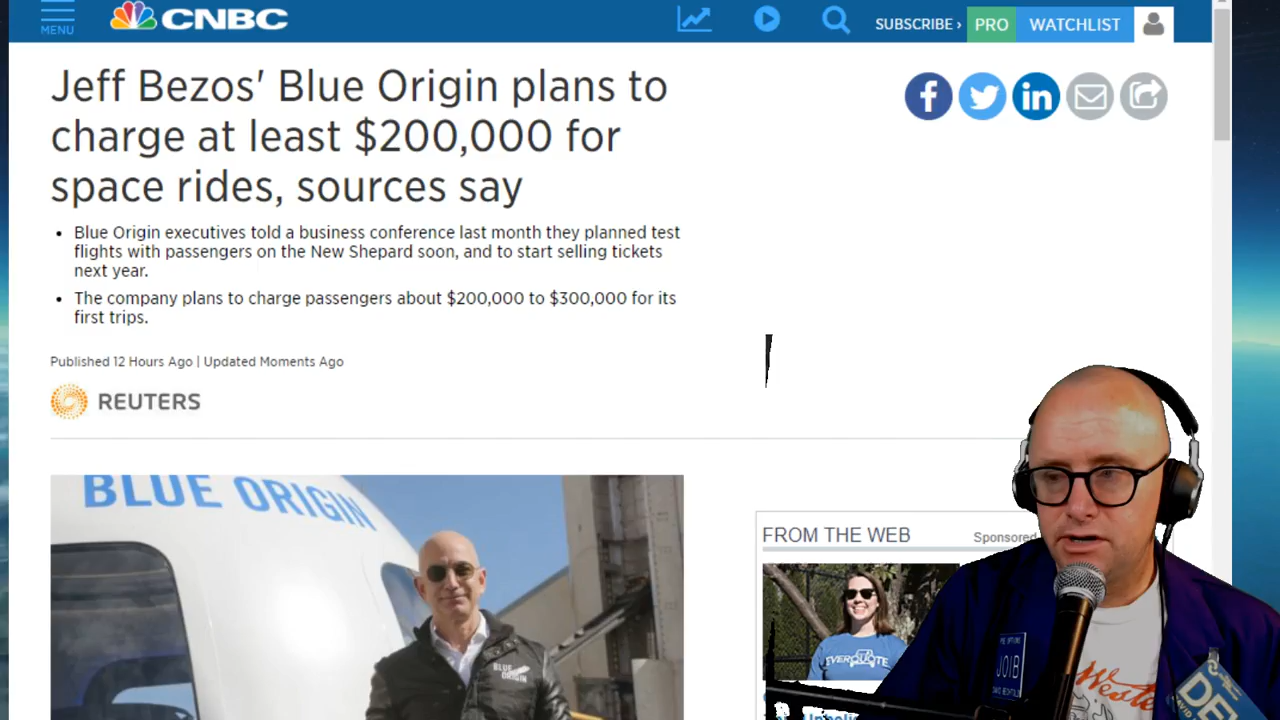 MENU
CNBC
SUBSCRIBE ›
PRO
WATCHLIST
Jeff Bezos' Blue Origin plans to
charge at least $200,000 for
space rides, sources say
• Blue Origin executives told a business conference last month they planned test
flights with passengers on the New Shepard soon, and to start selling tickets
next year.
• The company plans to charge passengers about $200,000 to $300,000 for its
first trips.
Published 12 Hours Ago | Updated Moments Ago
REUTERS
BLUE ORIGIN
BLUE
ORIGIN
FROM THE WEB
Sponsored
JOIB
Weste